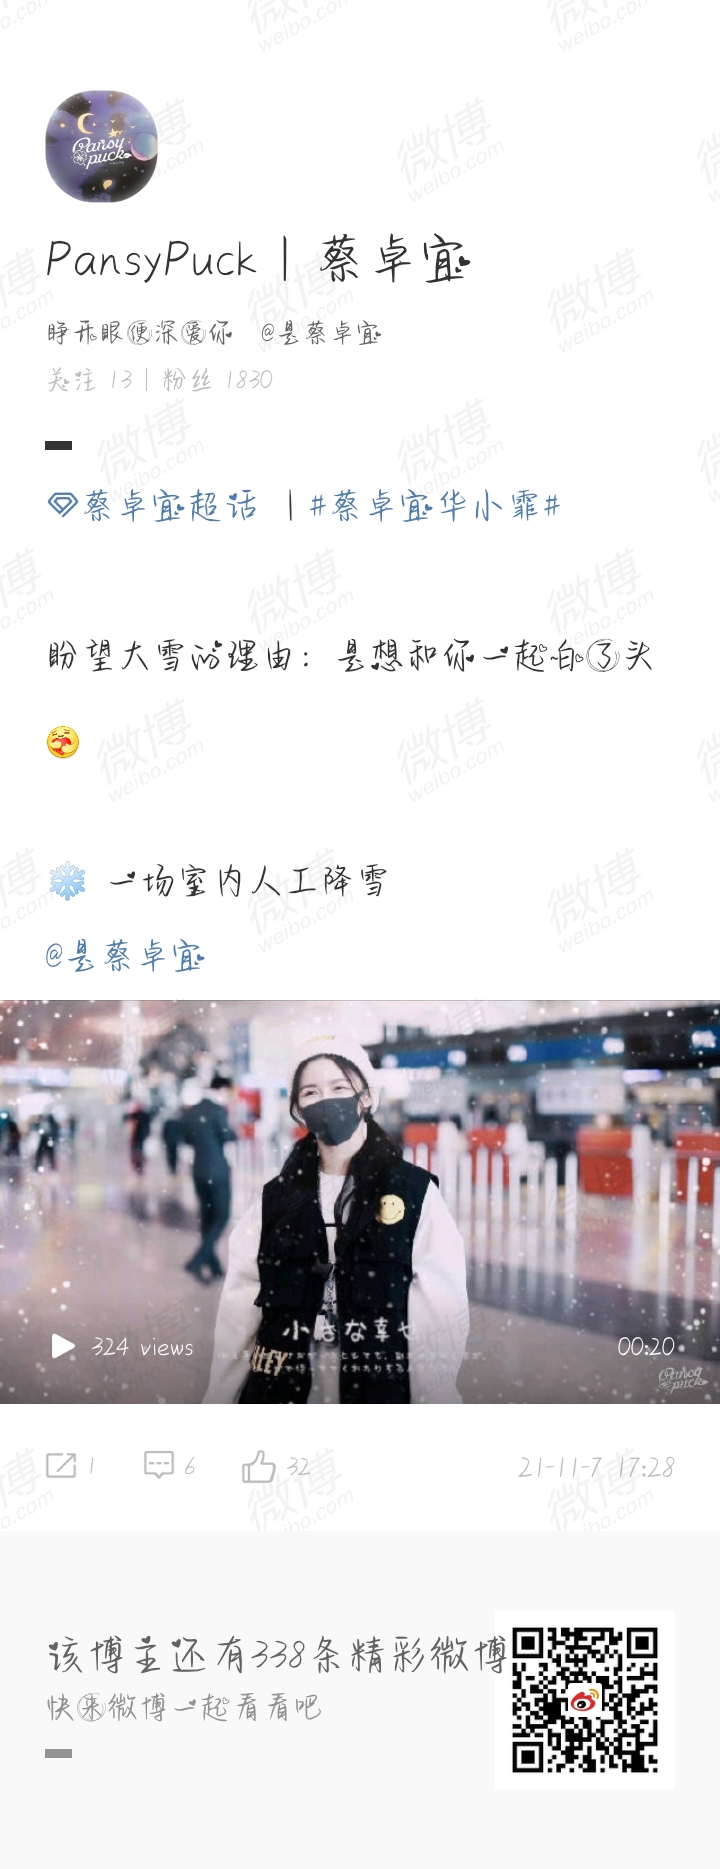 Pansy
puck
PansyPuck | 蔡卓宜
睁开眼便深爱你 @是蔡卓宜
关注 13 | 粉丝 1830
蔡卓宜超话 | #蔡卓宜华小霏#
盼望大雪的理由：是想和你一起白了头
❄️ 一场室内人工降雪
@是蔡卓宜
小さな幸せ
324 views
00:20
Pansy
puck
1 6 32 21-11-7 17:28
该博主还有338条精彩微博
快来微博一起看看吧
微博
weibo.com